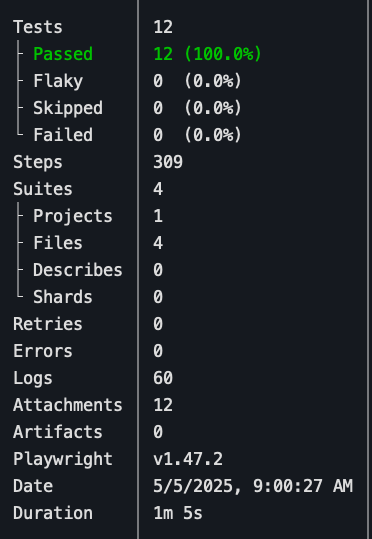 Tests 12
Passed 12 (100.0%)
Flaky 0 (0.0%)
Skipped 0 (0.0%)
Failed 0 (0.0%)
Steps 309
Suites 4
Projects 1
Files 4
Describes 0
Shards 0
Retries 0
Errors 0
Logs 60
Attachments 12
Artifacts 0
Playwright v1.47.2
Date 5/5/2025, 9:00:27 AM
Duration 1m 5s